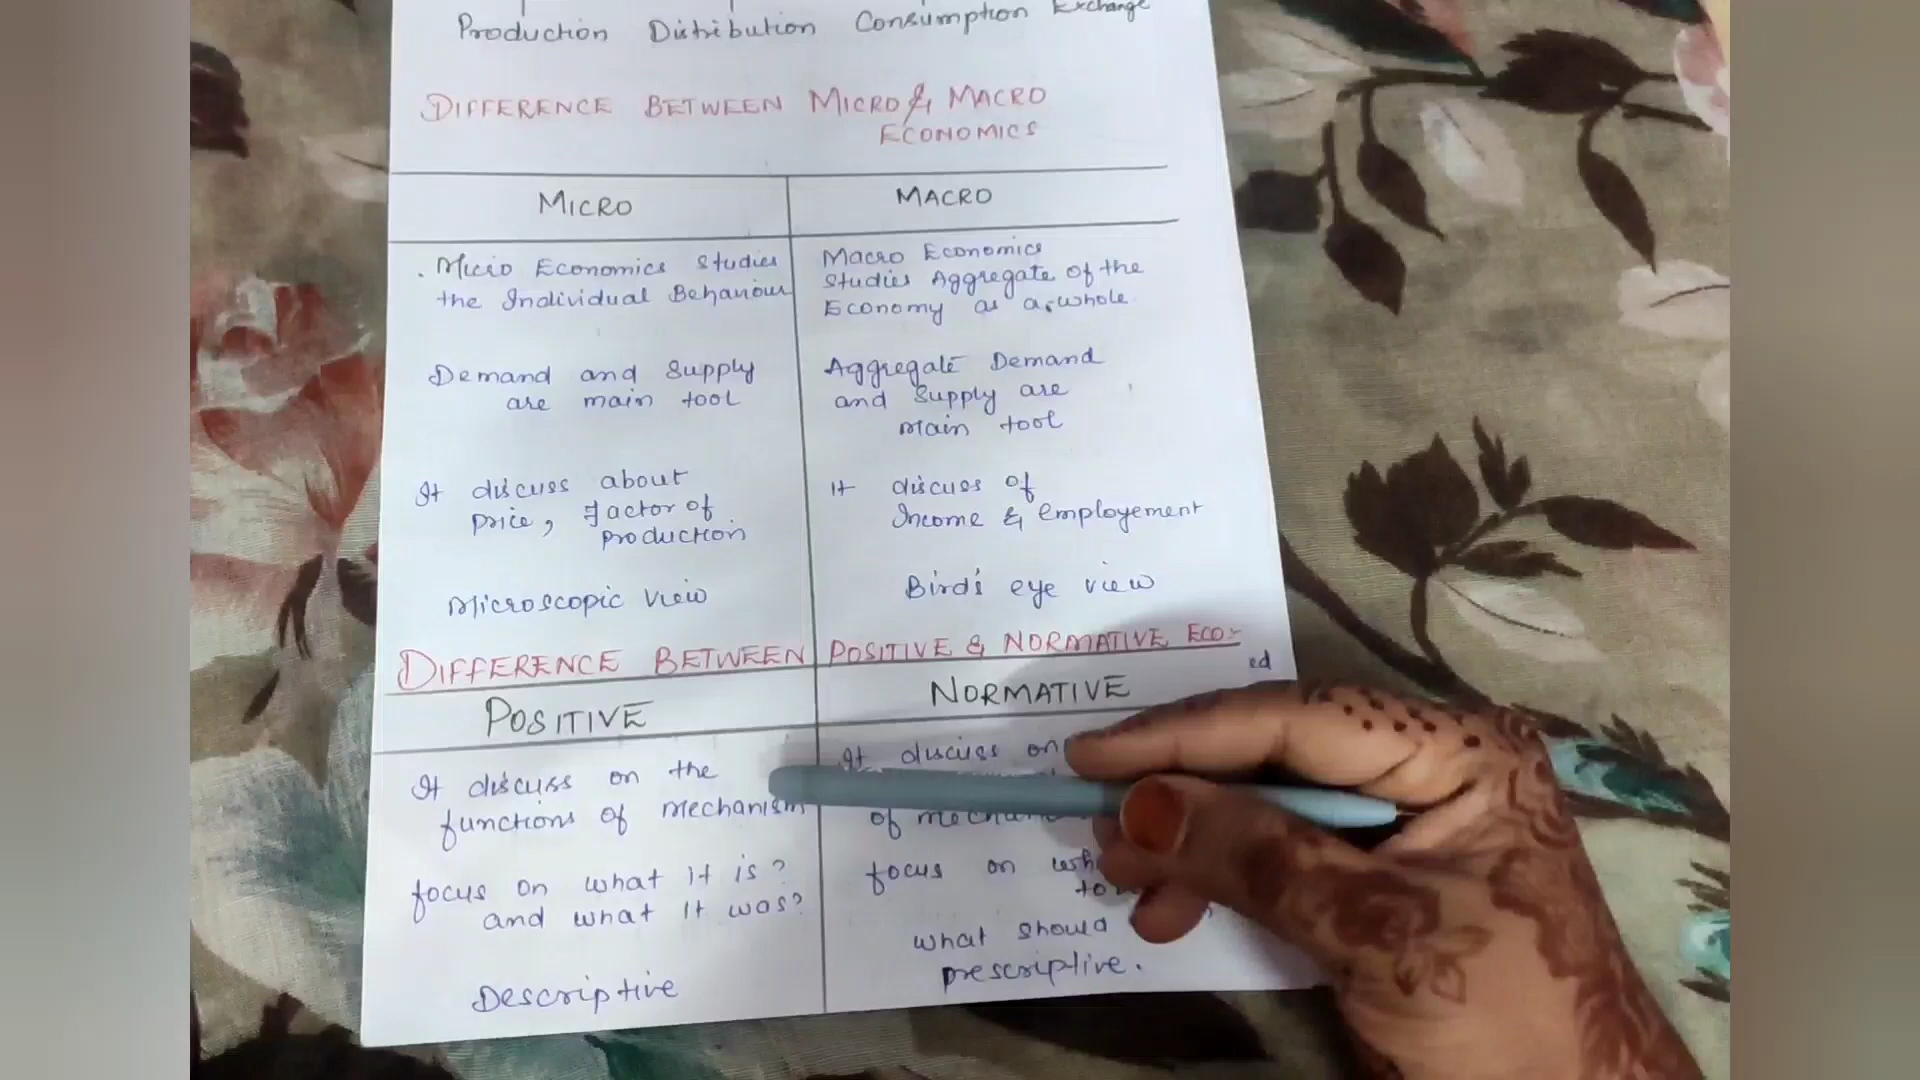 Production Distribution Consumption Exchange
DIFFERENCE BETWEEN MICRO & MACRO
ECONOMICS
MICRO
MACRO
. Micro Economics Studies
the Individual Behaviour
Macro Economics
Studies Aggregate of the
Economy as a whole
Demand and Supply
are main tool
Aggregate Demand
and Supply are
main tool
It discuss about
price, factor of
production
It discuss of
Income & employement
Microscopic view
Bird's eye view
DIFFERENCE BETWEEN POSITIVE & NORMATIVE ECO:-
ed
POSITIVE
NORMATIVE
It discuss on the
functions of mechanism
It discuss on
of
focus on what it is?
and what it was?
focus on
to
what should
prescriptive.
Descriptive